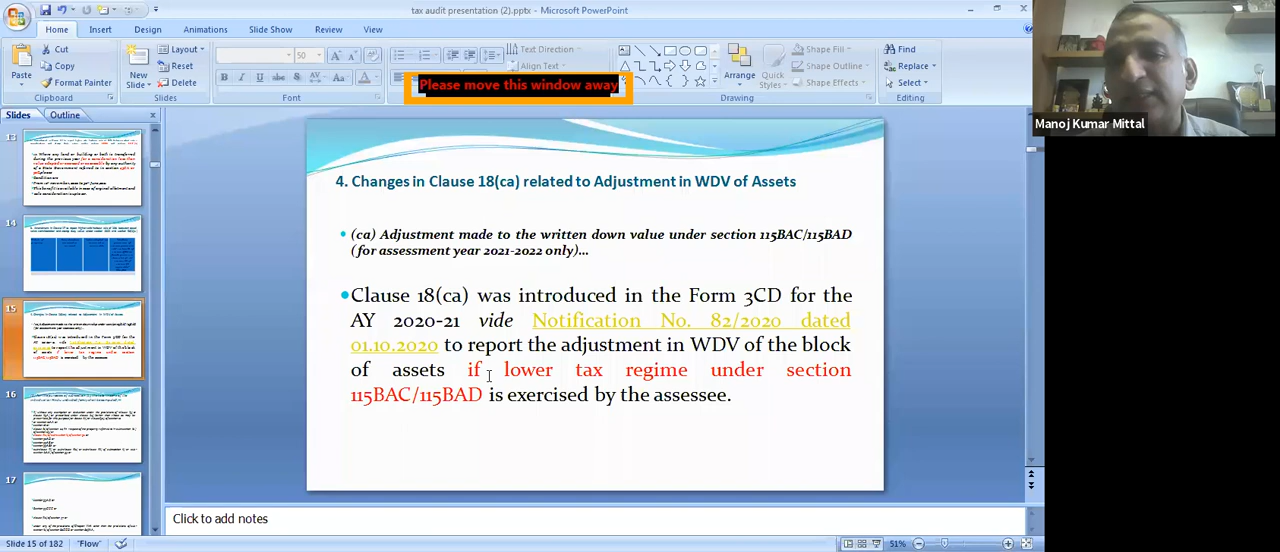 tax audit presentation (2).pptx - Microsoft PowerPoint
Home Insert Design Animations Slide Show Review View
Cut
Copy
Format Painter
Paste
Clipboard
New Slide
Layout
Reset
Delete
Slides
50
Font
Text Direction
Align Text
Please move this window away
Arrange
Quick Styles
Shape Fill
Shape Outline
Shape Effects
Drawing
Find
Replace
Select
Editing
Manoj Kumar Mittal
Slides Outline
13
14
15
16
17
4. Changes in Clause 18(ca) related to Adjustment in WDV of Assets
(ca) Adjustment made to the written down value under section 115BAC/115BAD
(for assessment year 2021-2022 only)...
Clause 18(ca) was introduced in the Form 3CD for the
AY 2020-21 vide Notification No. 82/2020 dated
01.10.2020 to report the adjustment in WDV of the block
of assets if lower tax regime under section
115BAC/115BAD is exercised by the assessee.
Click to add notes
Slide 15 of 182 "Flow" 51%